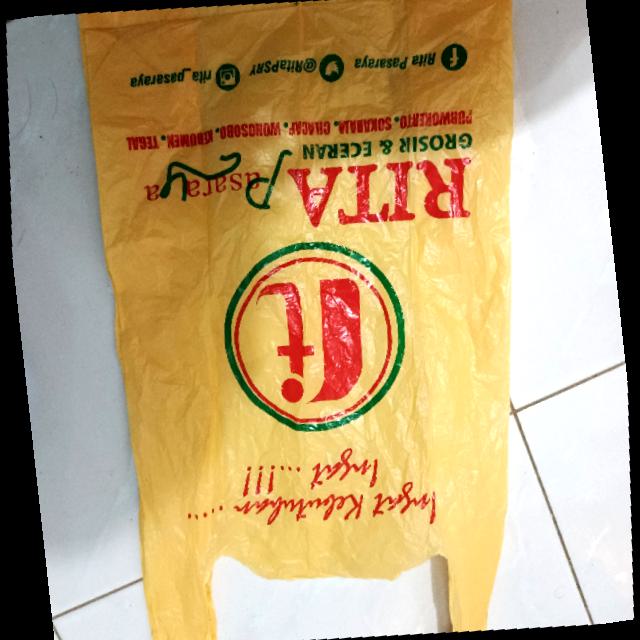 Ingat Kebutuhan .....
Ingat ...!!!
RITA Pasaraya
GROSIR & ECERAN
PURWOKERTO. SOKARAJA. CILACAP. WONOSOBO. KEBUMEN. TEGAL
Rita Pasaraya @RitaPSRY rita_pasaraya